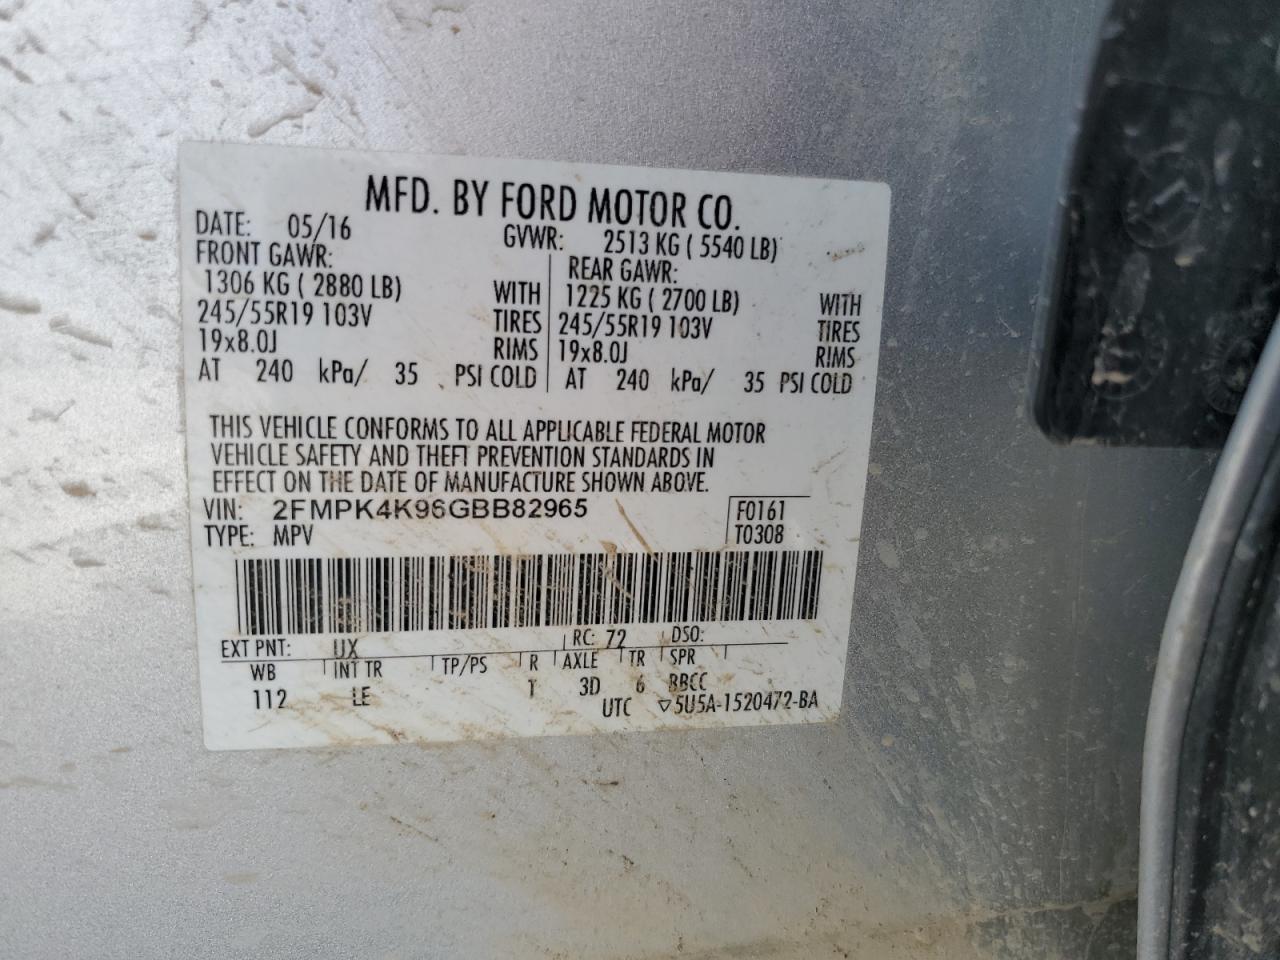 MFD. BY FORD MOTOR CO.
DATE: 05/16 GVWR: 2513 KG ( 5540 LB)
FRONT GAWR: REAR GAWR:
1306 KG ( 2880 LB) WITH 1225 KG ( 2700 LB) WITH
245/55R19 103V TIRES 245/55R19 103V TIRES
19x8.0J RIMS 19x8.0J RIMS
AT 240 kPa/ 35 PSI COLD AT 240 kPa/ 35 PSI COLD
THIS VEHICLE CONFORMS TO ALL APPLICABLE FEDERAL MOTOR
VEHICLE SAFETY AND THEFT PREVENTION STANDARDS IN
EFFECT ON THE DATE OF MANUFACTURE SHOWN ABOVE.
VIN: 2FMPK4K96GBB82965 F0161
TYPE: MPV T0308
EXT PNT: UX RC: 72 DSO:
WB INT TR TP/PS R AXLE TR SPR
112 LE T 3D 6 BBCC
UTC ▽5U5A-1520472-BA